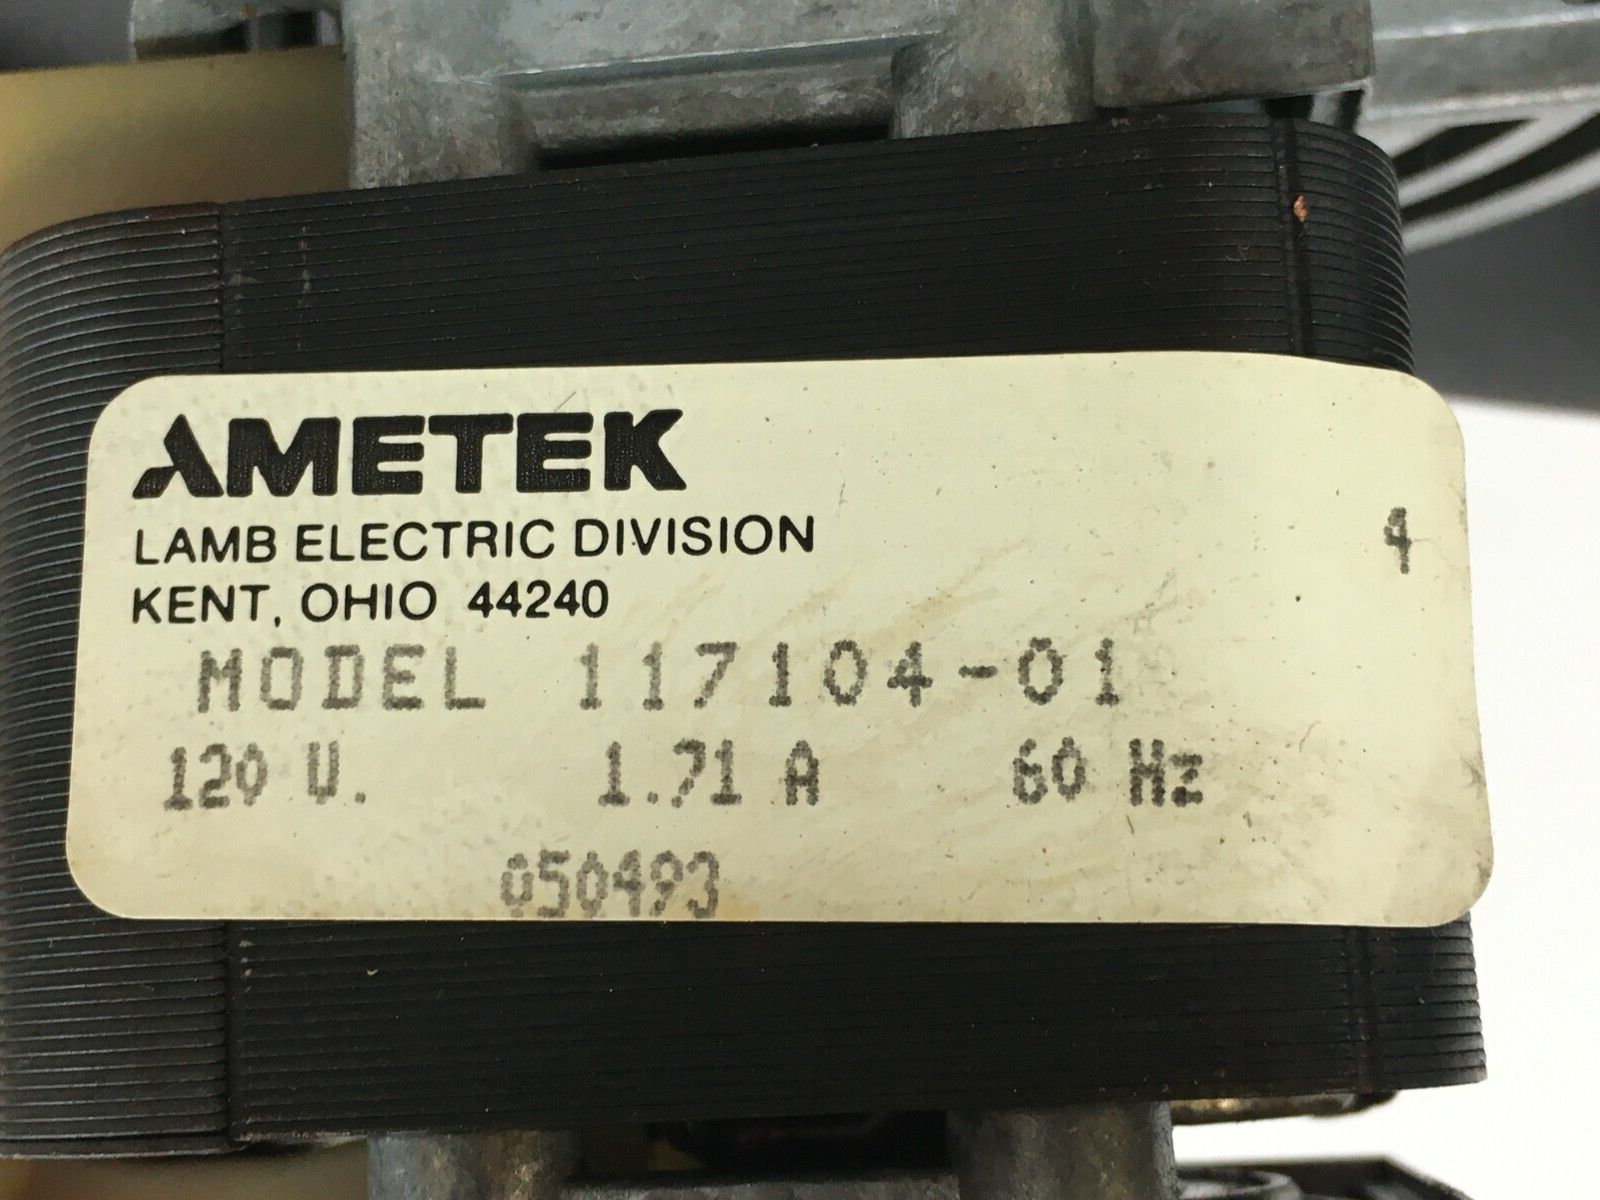 AMETEK
LAMB ELECTRIC DIVISION
KENT, OHIO 44240
4
MODEL 117104-01
120 V. 1.71 A 60 Hz
050493